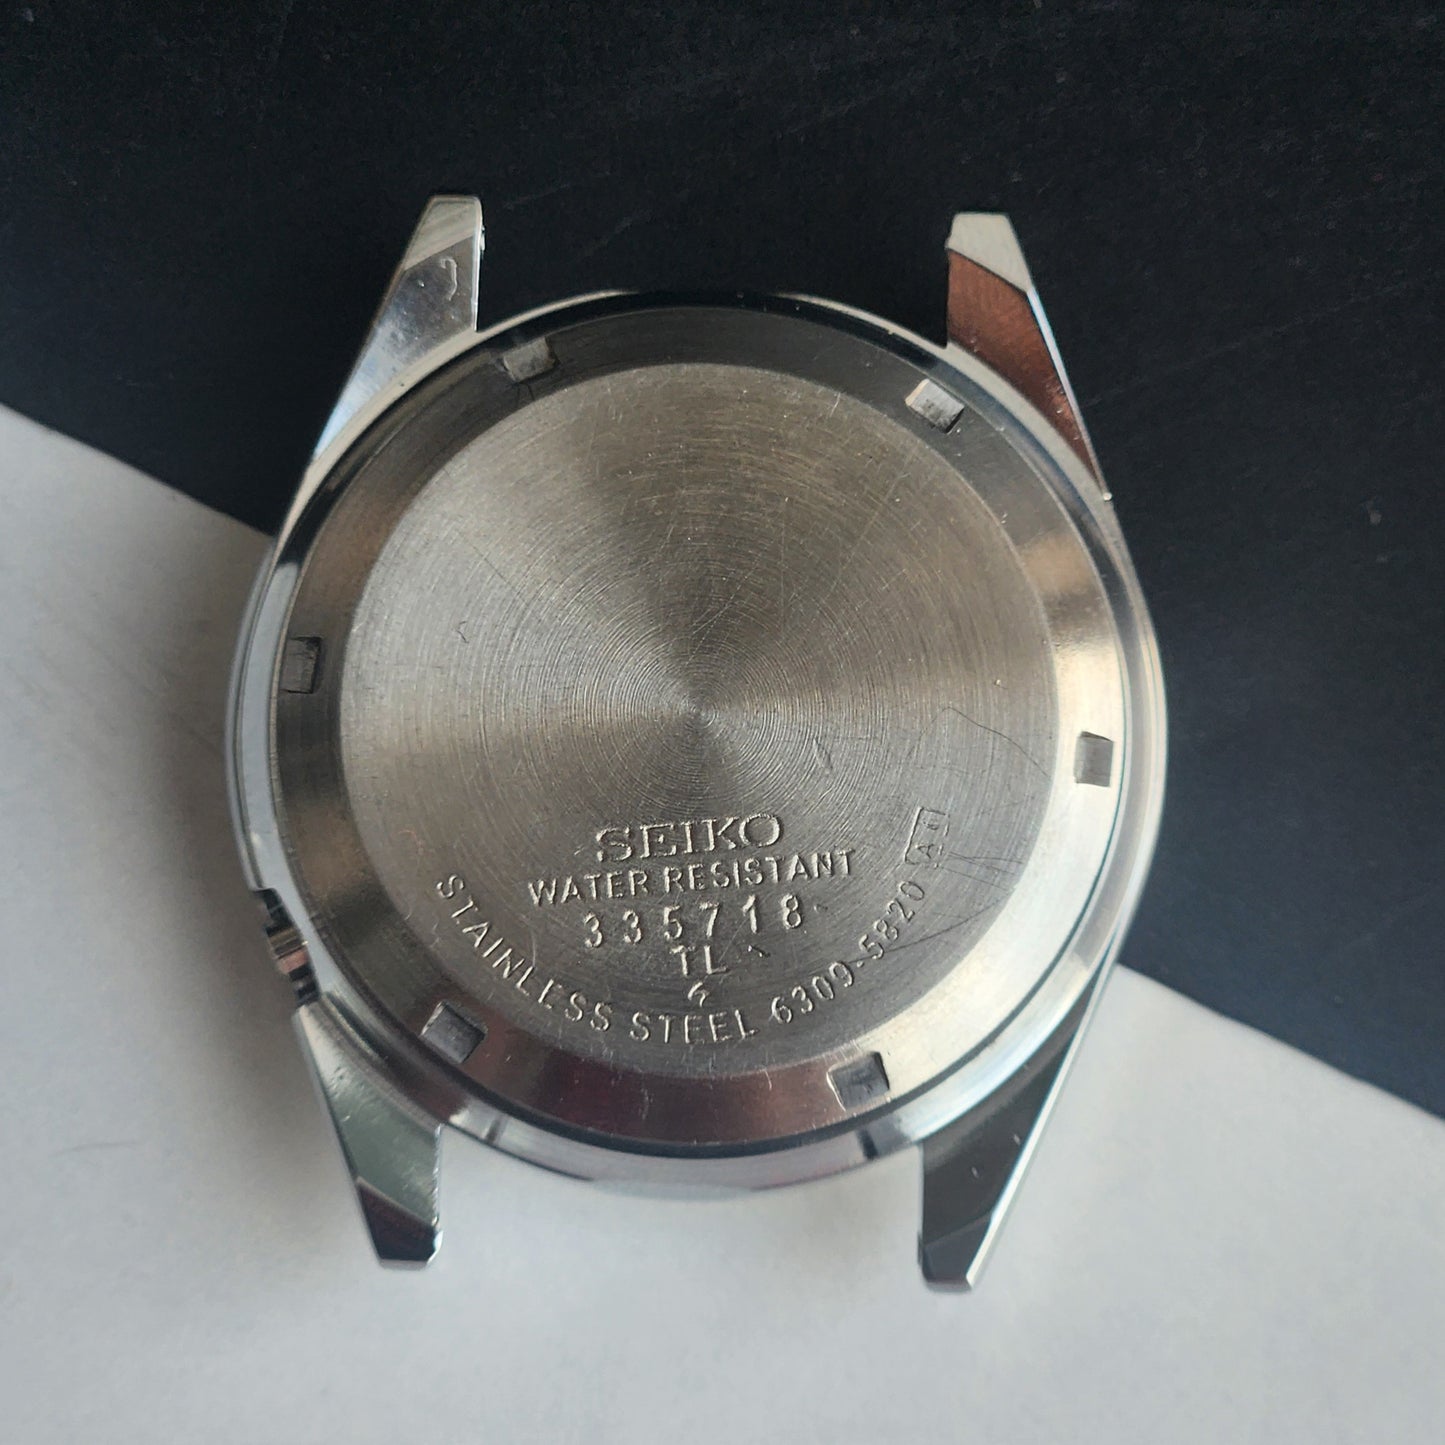 SEIKO
WATER RESISTANT
335718
TL
STAINLESS STEEL 6309-5820